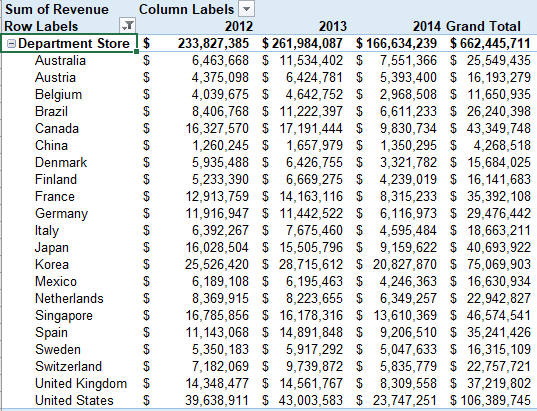 Sum of Revenue Column Labels
Row Labels 2012 2013 2014 Grand Total
Department Store $ 233,827,385 $ 261,984,087 $ 166,634,239 $ 662,445,711
Australia $ 6,463,668 $ 11,534,402 $ 7,551,366 $ 25,549,435
Austria $ 4,375,098 $ 6,424,781 $ 5,393,400 $ 16,193,279
Belgium $ 4,039,675 $ 4,642,752 $ 2,968,508 $ 11,650,935
Brazil $ 8,406,768 $ 11,222,397 $ 6,611,233 $ 26,240,398
Canada $ 16,327,570 $ 17,191,444 $ 9,830,734 $ 43,349,748
China $ 1,260,245 $ 1,657,979 $ 1,350,295 $ 4,268,518
Denmark $ 5,935,488 $ 6,426,755 $ 3,321,782 $ 15,684,025
Finland $ 5,233,390 $ 6,669,275 $ 4,239,019 $ 16,141,683
France $ 12,913,759 $ 14,163,116 $ 8,315,233 $ 35,392,108
Germany $ 11,916,947 $ 11,442,522 $ 6,116,973 $ 29,476,442
Italy $ 6,392,267 $ 7,675,460 $ 4,595,484 $ 18,663,211
Japan $ 16,028,504 $ 15,505,796 $ 9,159,622 $ 40,693,922
Korea $ 25,526,420 $ 28,715,612 $ 20,827,870 $ 75,069,903
Mexico $ 6,189,108 $ 6,195,463 $ 4,246,363 $ 16,630,934
Netherlands $ 8,369,915 $ 8,223,655 $ 6,349,257 $ 22,942,827
Singapore $ 16,785,856 $ 16,178,316 $ 13,610,369 $ 46,574,541
Spain $ 11,143,068 $ 14,891,848 $ 9,206,510 $ 35,241,426
Sweden $ 5,350,183 $ 5,917,292 $ 5,047,633 $ 16,315,109
Switzerland $ 7,182,069 $ 9,739,872 $ 5,835,779 $ 22,757,721
United Kingdom $ 14,348,477 $ 14,561,767 $ 8,309,558 $ 37,219,802
United States $ 39,638,911 $ 43,003,583 $ 23,747,251 $ 106,389,745